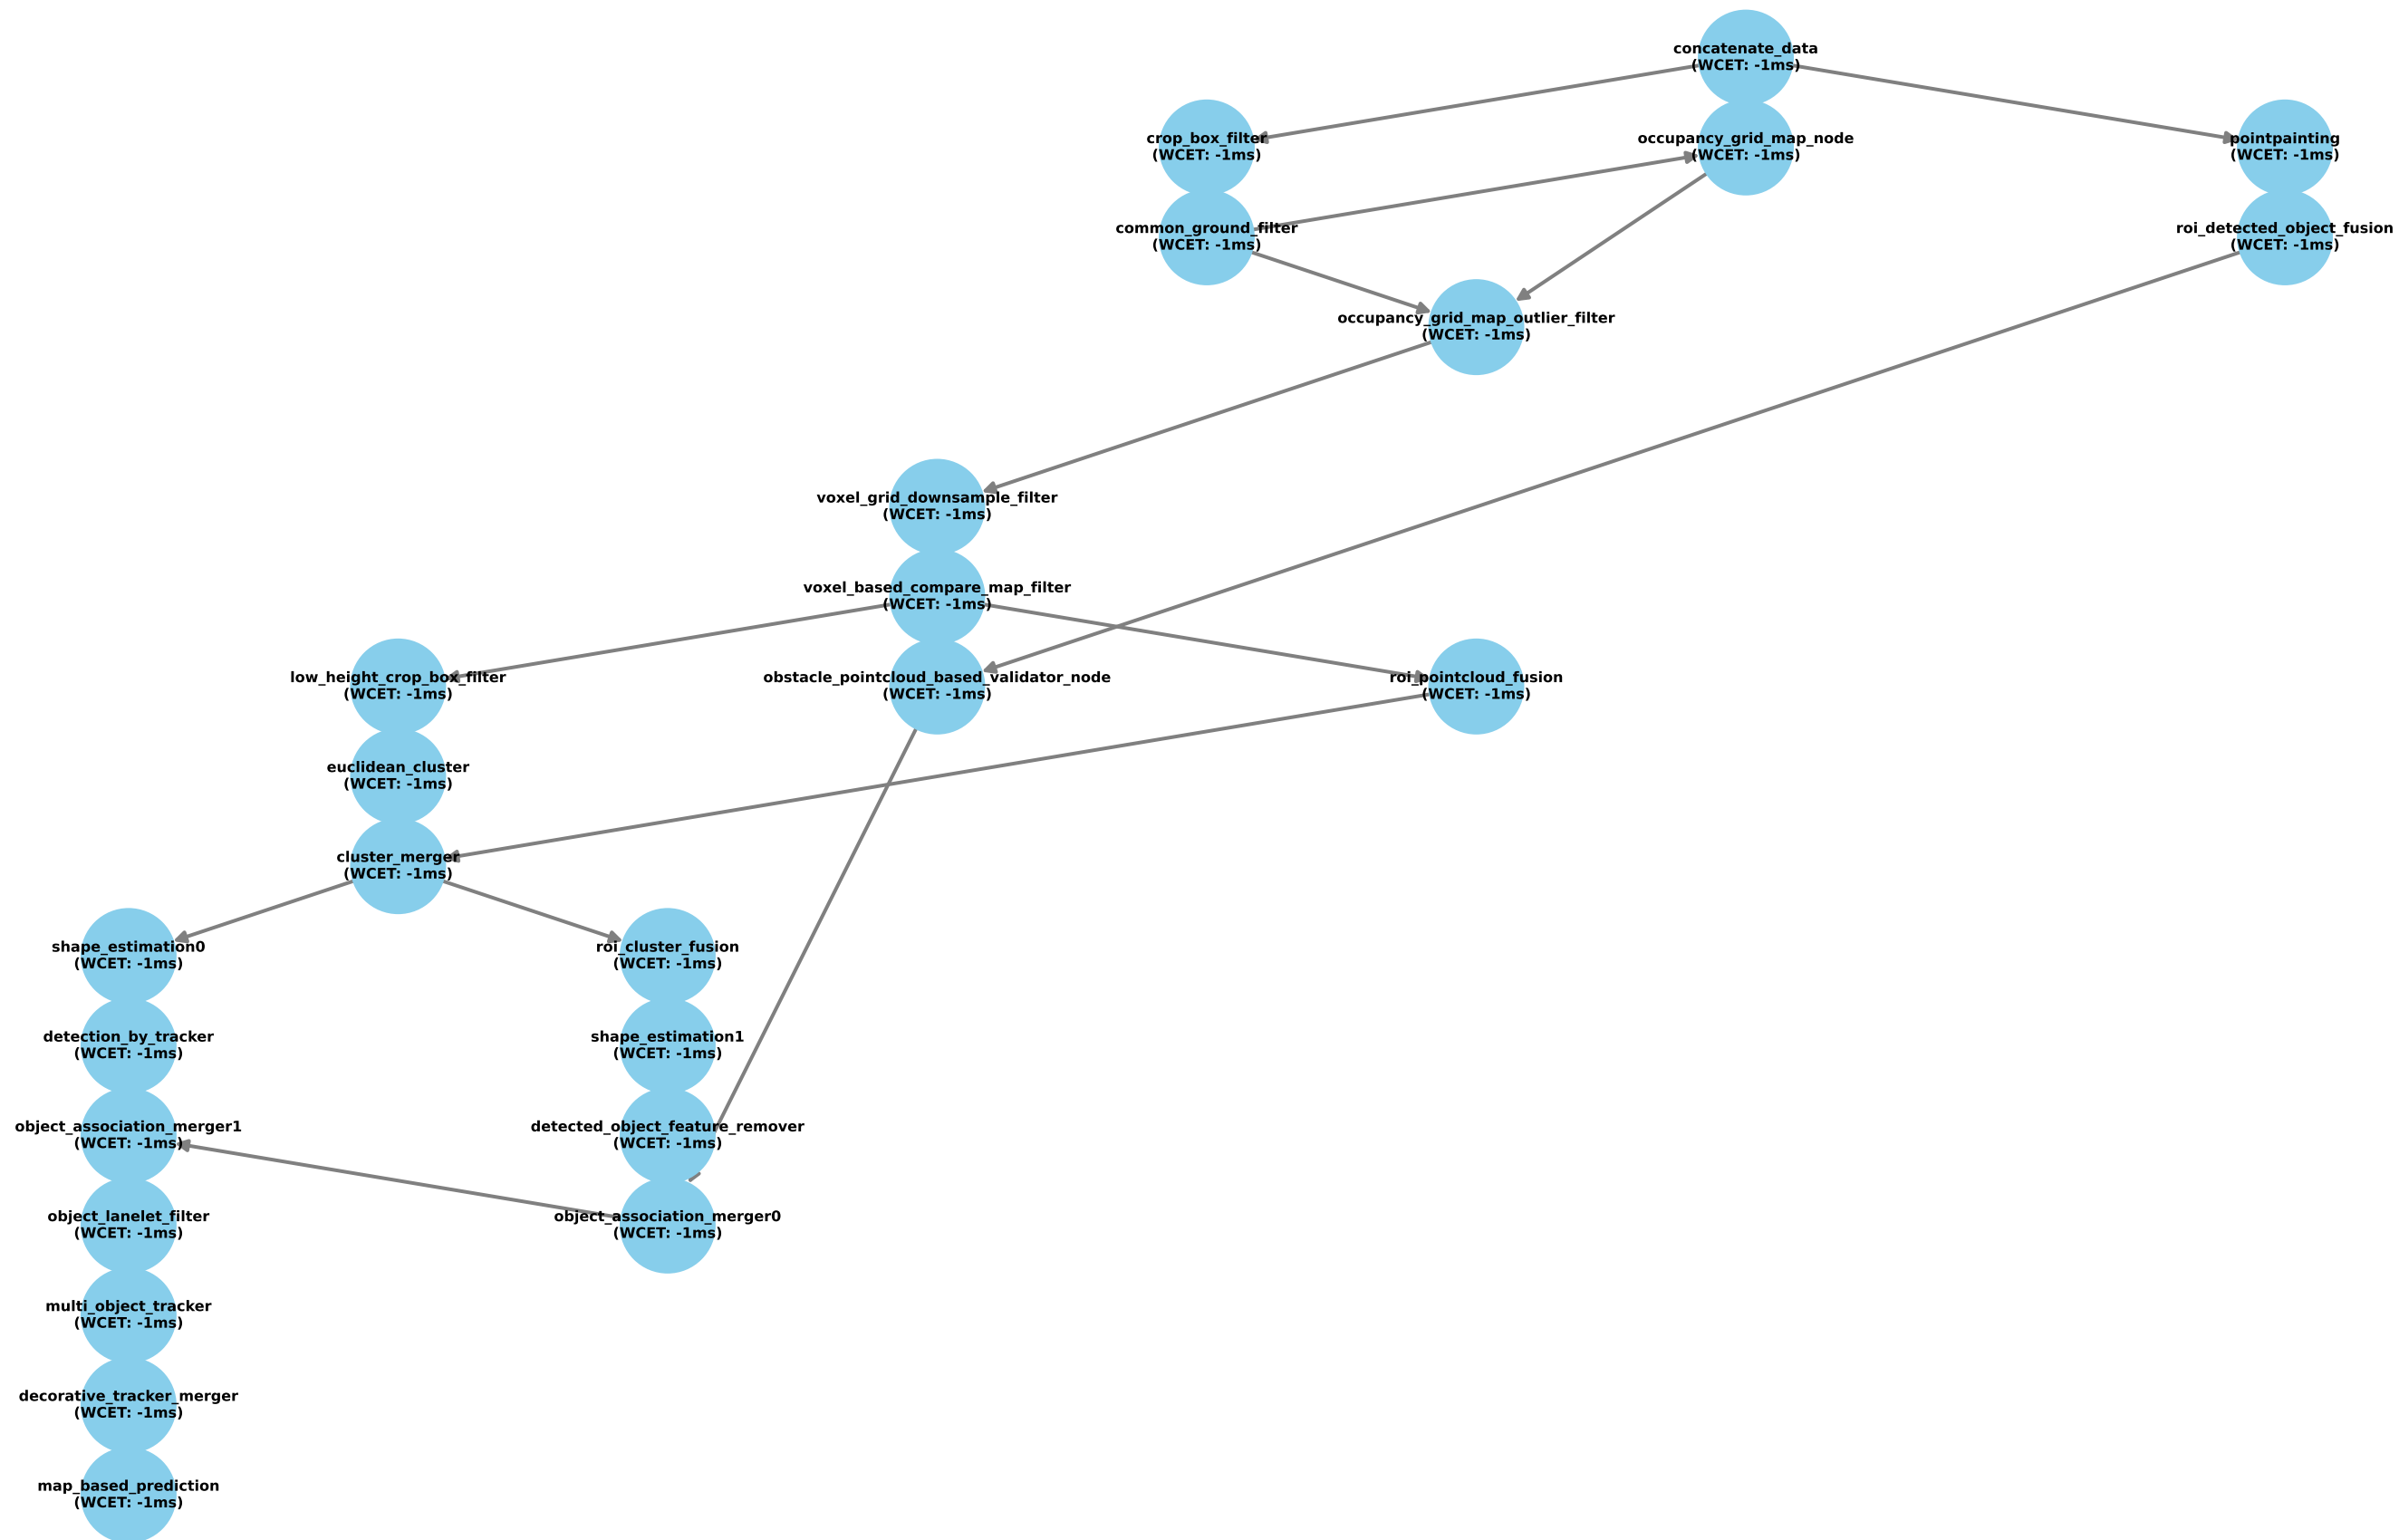 concatenate_data
(WCET: -1ms)
crop_box_filter
(WCET: -1ms)
occupancy_grid_map_node
(WCET: -1ms)
pointpainting
(WCET: -1ms)
common_ground_filter
(WCET: -1ms)
roi_detected_object_fusion
(WCET: -1ms)
occupancy_grid_map_outlier_filter
(WCET: -1ms)
voxel_grid_downsample_filter
(WCET: -1ms)
voxel_based_compare_map_filter
(WCET: -1ms)
low_height_crop_box_filter
(WCET: -1ms)
obstacle_pointcloud_based_validator_node
(WCET: -1ms)
roi_pointcloud_fusion
(WCET: -1ms)
euclidean_cluster
(WCET: -1ms)
cluster_merger
(WCET: -1ms)
shape_estimation0
(WCET: -1ms)
roi_cluster_fusion
(WCET: -1ms)
detection_by_tracker
(WCET: -1ms)
shape_estimation1
(WCET: -1ms)
object_association_merger1
(WCET: -1ms)
detected_object_feature_remover
(WCET: -1ms)
object_lanelet_filter
(WCET: -1ms)
object_association_merger0
(WCET: -1ms)
multi_object_tracker
(WCET: -1ms)
decorative_tracker_merger
(WCET: -1ms)
map_based_prediction
(WCET: -1ms)